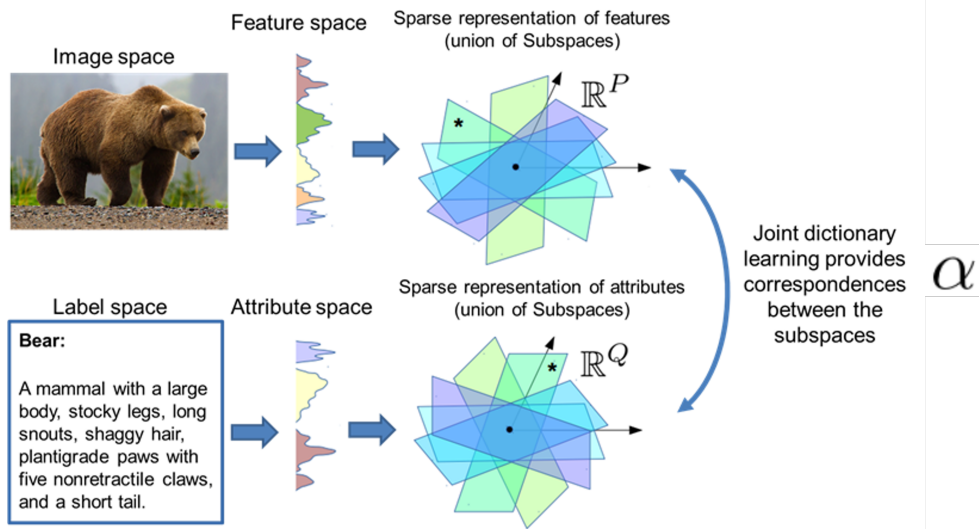 Image space
Feature space
Sparse representation of features
(union of Subspaces)
*
ℝ^P
Joint dictionary
learning provides
correspondences
between the
subspaces
α
Label space
Bear:
A mammal with a large
body, stocky legs, long
snouts, shaggy hair,
plantigrade paws with
five nonretractile claws,
and a short tail.
Attribute space
Sparse representation of attributes
(union of Subspaces)
*
ℝ^Q